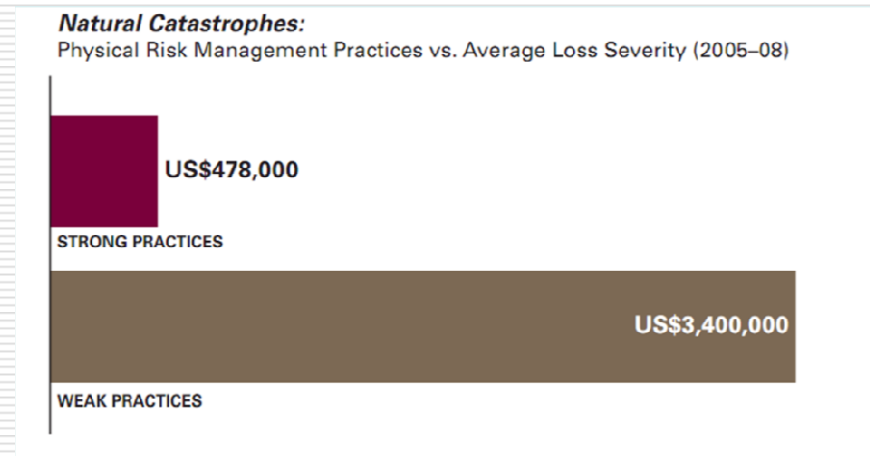 Natural Catastrophes:
Physical Risk Management Practices vs. Average Loss Severity (2005–08)
US$478,000
STRONG PRACTICES
US$3,400,000
WEAK PRACTICES